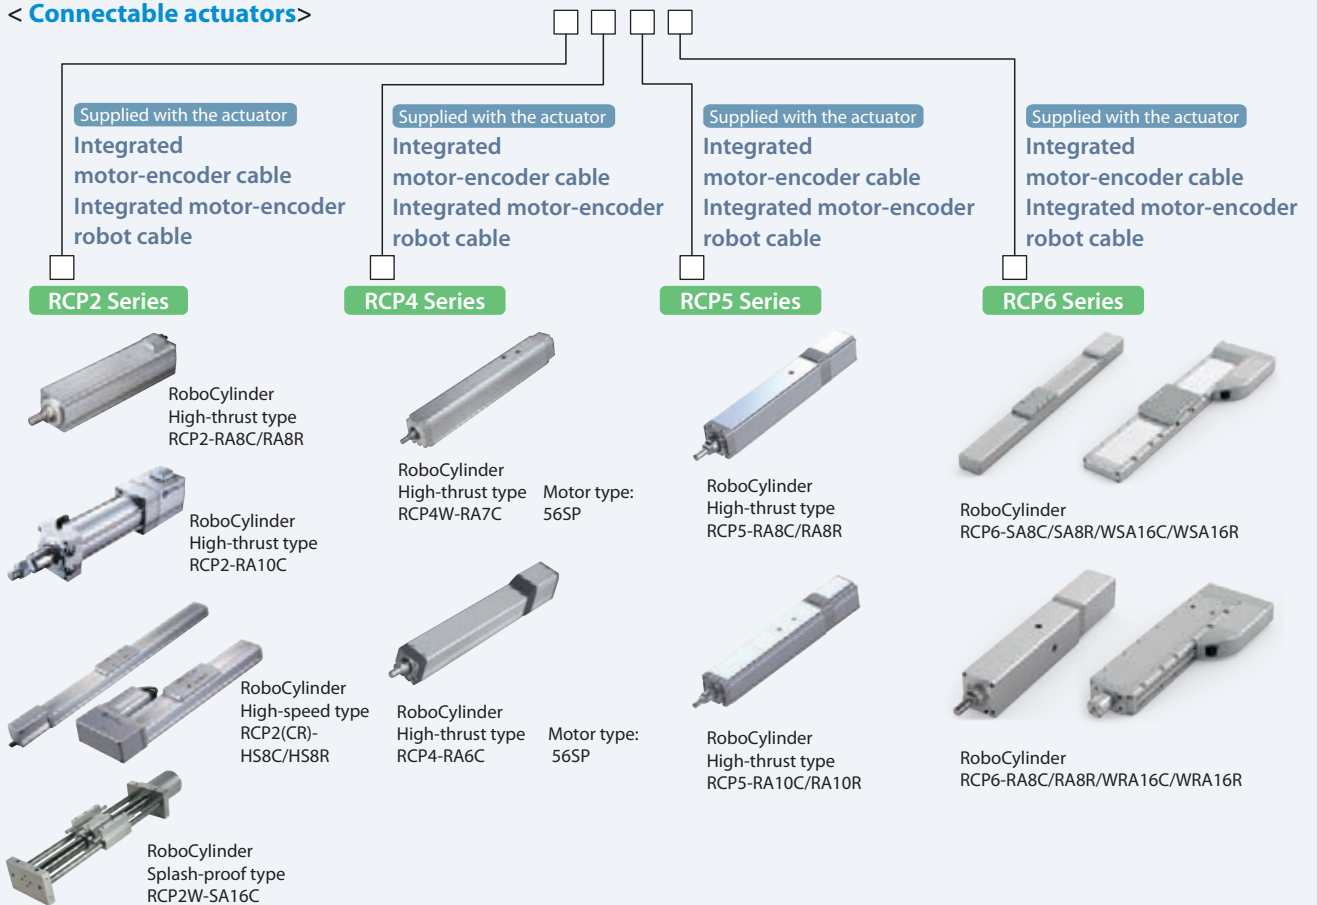 < Connectable actuators>
Supplied with the actuator
Integrated
motor-encoder cable
Integrated motor-encoder
robot cable
RCP2 Series
RoboCylinder
High-thrust type
RCP2-RA8C/RA8R
RoboCylinder
High-thrust type
RCP2-RA10C
RoboCylinder
High-speed type
RCP2(CR)-
HS8C/HS8R
RoboCylinder
Splash-proof type
RCP2W-SA16C
Supplied with the actuator
Integrated
motor-encoder cable
Integrated motor-encoder
robot cable
RCP4 Series
RoboCylinder
High-thrust type
RCP4W-RA7C
Motor type:
56SP
RoboCylinder
High-thrust type
RCP4-RA6C
Motor type:
56SP
Supplied with the actuator
Integrated
motor-encoder cable
Integrated motor-encoder
robot cable
RCP5 Series
RoboCylinder
High-thrust type
RCP5-RA8C/RA8R
RoboCylinder
High-thrust type
RCP5-RA10C/RA10R
Supplied with the actuator
Integrated
motor-encoder cable
Integrated motor-encoder
robot cable
RCP6 Series
RoboCylinder
RCP6-SA8C/SA8R/WSA16C/WSA16R
RoboCylinder
RCP6-RA8C/RA8R/WRA16C/WRA16R